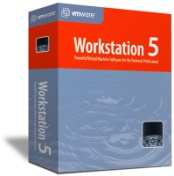 vmware
Workstation 5
Powerful Virtual Machine Software for the Technical Professional
vmware
Workstation 5